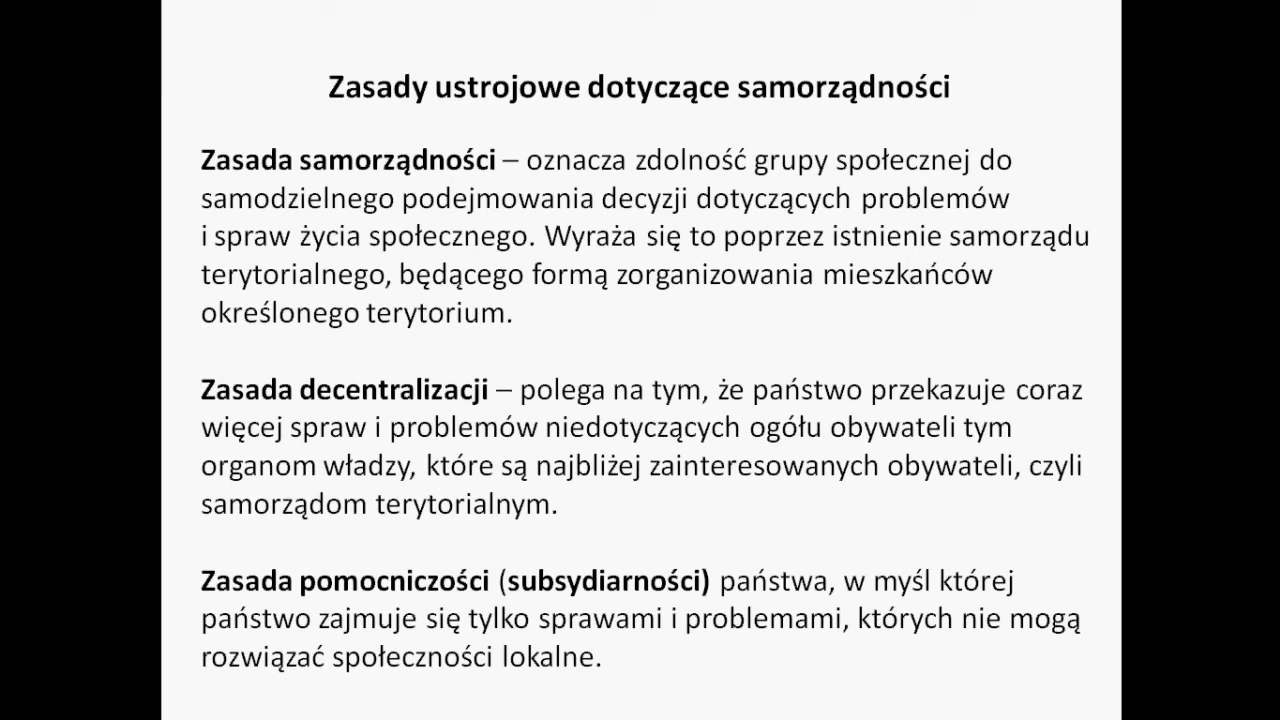 Zasady ustrojowe dotyczące samorządności
Zasada samorządności – oznacza zdolność grupy społecznej do
samodzielnego podejmowania decyzji dotyczących problemów
i spraw życia społecznego. Wyraża się to poprzez istnienie samorządu
terytorialnego, będącego formą zorganizowania mieszkańców
określonego terytorium.
Zasada decentralizacji – polega na tym, że państwo przekazuje coraz
więcej spraw i problemów niedotyczących ogółu obywateli tym
organom władzy, które są najbliżej zainteresowanych obywateli, czyli
samorządom terytorialnym.
Zasada pomocniczości (subsydiarności) państwa, w myśl której
państwo zajmuje się tylko sprawami i problemami, których nie mogą
rozwiązać społeczności lokalne.